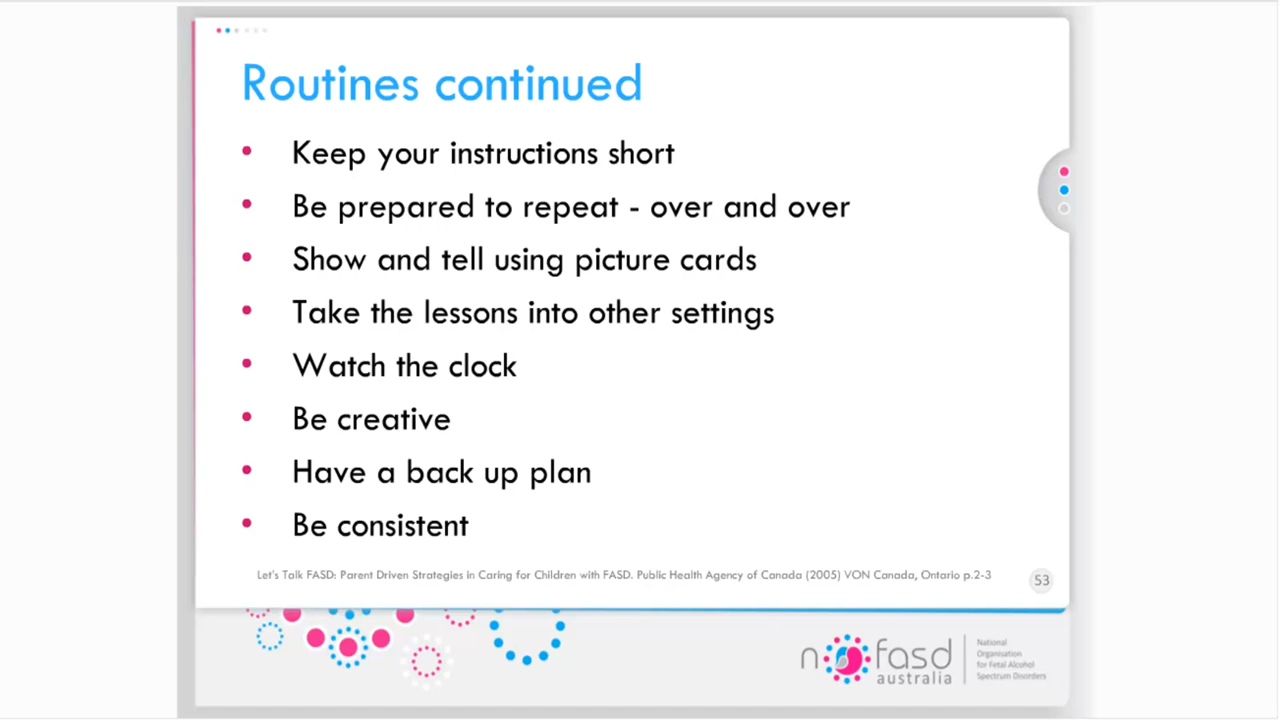 Routines continued
• Keep your instructions short
• Be prepared to repeat - over and over
• Show and tell using picture cards
• Take the lessons into other settings
• Watch the clock
• Be creative
• Have a back up plan
• Be consistent
Let's Talk FASD: Parent Driven Strategies in Caring for Children with FASD. Public Health Agency of Canada (2005) VON Canada, Ontario p.2-3
53
nofasd
australia
National
Organisation
for Fetal Alcohol
Spectrum Disorders